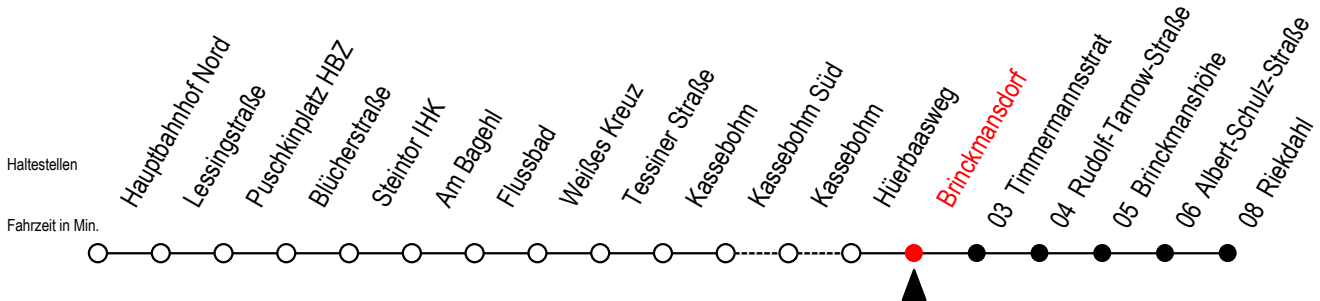 Haltestellen
Fahrzeit in Min.
Hauptbahnhof Nord
Lessingstraße
Puschkinplatz HBZ
Blücherstraße
Steintor IHK
Am Bagehl
Flussbad
Weißes Kreuz
Tessiner Straße
Kassebohm
Kassebohm Süd
Kassebohm
Hüerbaasweg
Brinckmansdorf
03 Timmermannsstrat
04 Rudolf-Tarnow-Straße
05 Brinckmanshöhe
06 Albert-Schulz-Straße
08 Riekdahl